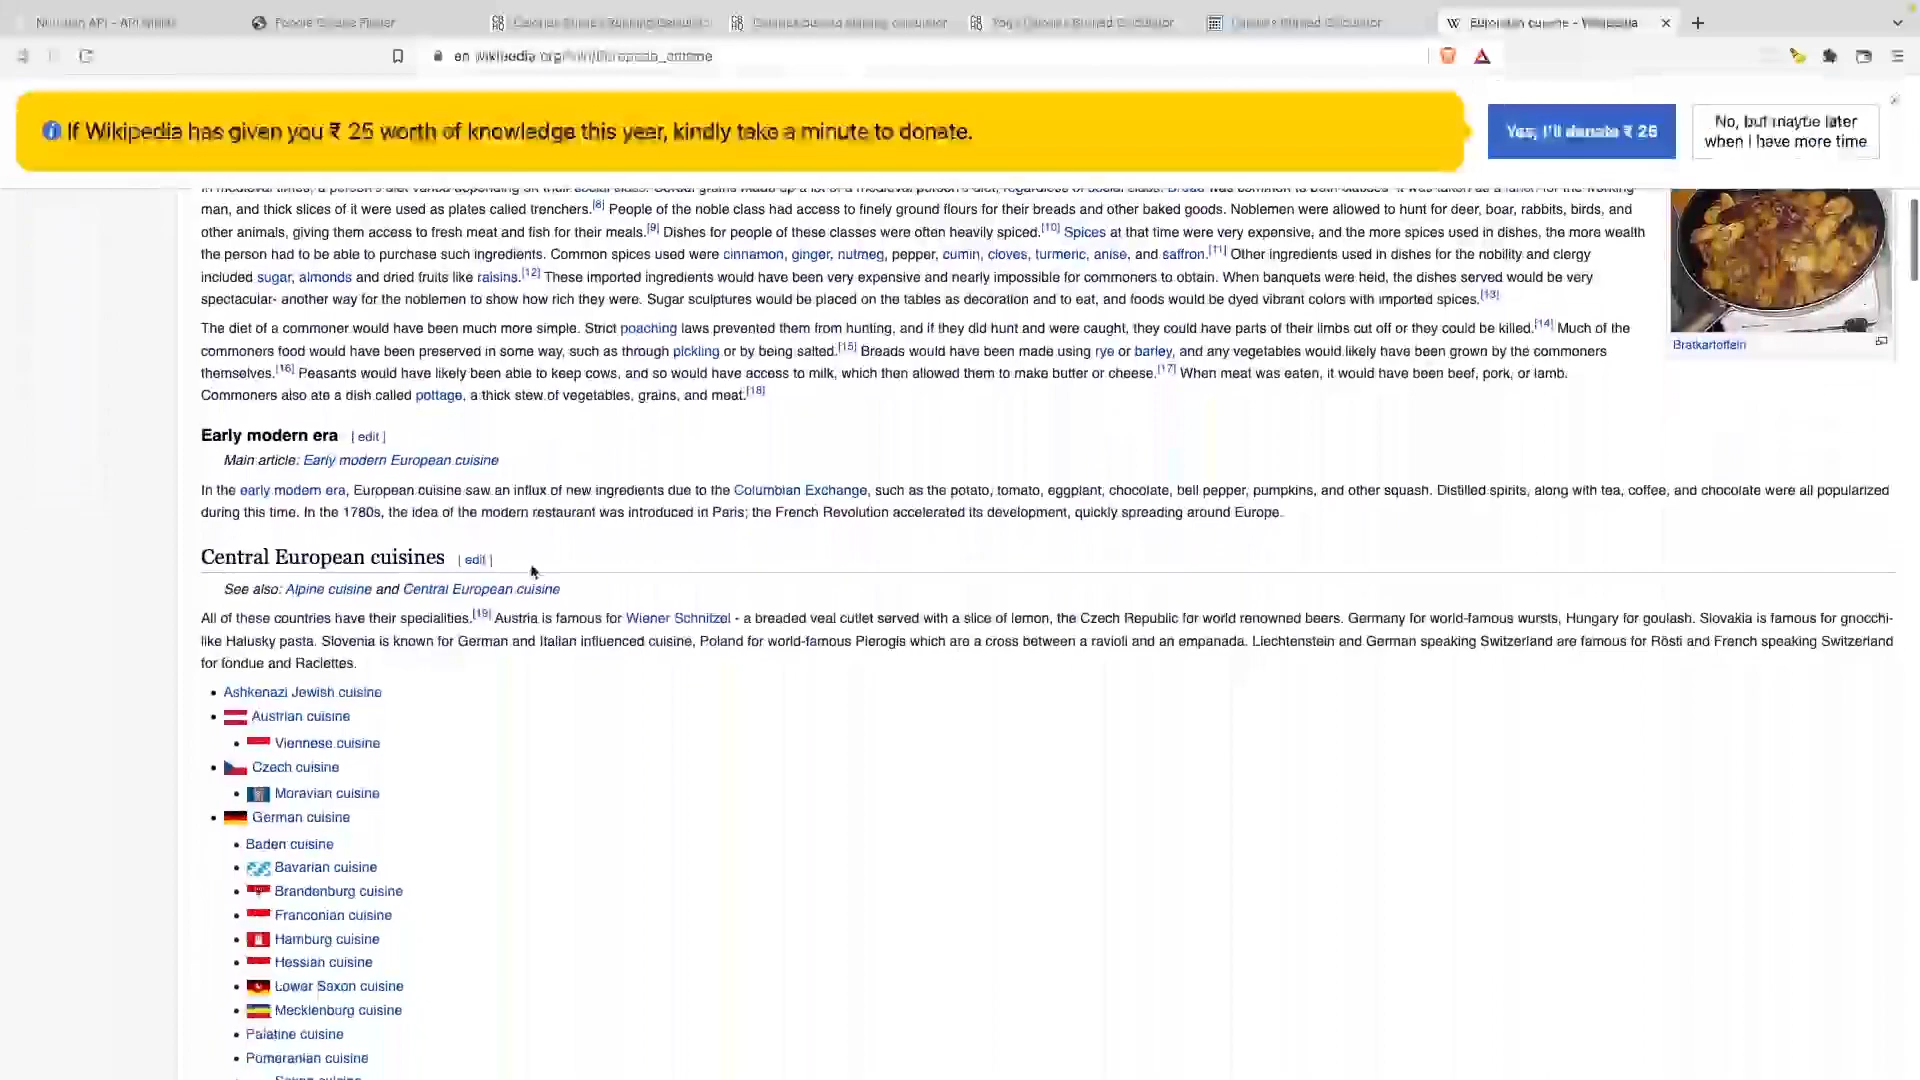 European cuisine - Wikipedia
If Wikipedia has given you ₹ 25 worth of knowledge this year, kindly take a minute to donate.
Yes, I'll donate ₹ 25
No, but maybe later
when I have more time
man, and thick slices of it were used as plates called trenchers.[8] People of the noble class had access to finely ground flours for their breads and other baked goods. Noblemen were allowed to hunt for deer, boar, rabbits, birds, and
other animals, giving them access to fresh meat and fish for their meals.[9] Dishes for people of these classes were often heavily spiced.[10] Spices at that time were very expensive, and the more spices used in dishes, the more wealth
the person had to be able to purchase such ingredients. Common spices used were cinnamon, ginger, nutmeg, pepper, cumin, cloves, turmeric, anise, and saffron.[11] Other ingredients used in dishes for the nobility and clergy
included sugar, almonds and dried fruits like raisins.[12] These imported ingredients would have been very expensive and nearly impossible for commoners to obtain. When banquets were held, the dishes served would be very
spectacular- another way for the noblemen to show how rich they were. Sugar sculptures would be placed on the tables as decoration and to eat, and foods would be dyed vibrant colors with imported spices.[13]
The diet of a commoner would have been much more simple. Strict poaching laws prevented them from hunting, and if they did hunt and were caught, they could have parts of their limbs cut off or they could be killed.[14] Much of the
commoners food would have been preserved in some way, such as through pickling or by being salted.[15] Breads would have been made using rye or barley, and any vegetables would likely have been grown by the commoners
themselves.[16] Peasants would have likely been able to keep cows, and so would have access to milk, which then allowed them to make butter or cheese.[17] When meat was eaten, it would have been beef, pork, or lamb.
Commoners also ate a dish called pottage, a thick stew of vegetables, grains, and meat.[18]
Bratkartoffeln
Early modern era [ edit ]
Main article: Early modern European cuisine
In the early modern era, European cuisine saw an influx of new ingredients due to the Columbian Exchange, such as the potato, tomato, eggplant, chocolate, bell pepper, pumpkins, and other squash. Distilled spirits, along with tea, coffee, and chocolate were all popularized
during this time. In the 1780s, the idea of the modern restaurant was introduced in Paris; the French Revolution accelerated its development, quickly spreading around Europe.
Central European cuisines [ edit ]
See also: Alpine cuisine and Central European cuisine
All of these countries have their specialities.[19] Austria is famous for Wiener Schnitzel - a breaded veal cutlet served with a slice of lemon, the Czech Republic for world renowned beers. Germany for world-famous wursts, Hungary for goulash. Slovakia is famous for gnocchi-
like Halusky pasta. Slovenia is known for German and Italian influenced cuisine, Poland for world-famous Pierogis which are a cross between a ravioli and an empanada. Liechtenstein and German speaking Switzerland are famous for Rösti and French speaking Switzerland
for fondue and Raclettes.
Ashkenazi Jewish cuisine
Austrian cuisine
Viennese cuisine
Czech cuisine
Moravian cuisine
German cuisine
Baden cuisine
Bavarian cuisine
Brandenburg cuisine
Franconian cuisine
Hamburg cuisine
Hessian cuisine
Lower Saxon cuisine
Mecklenburg cuisine
Palatine cuisine
Pomeranian cuisine